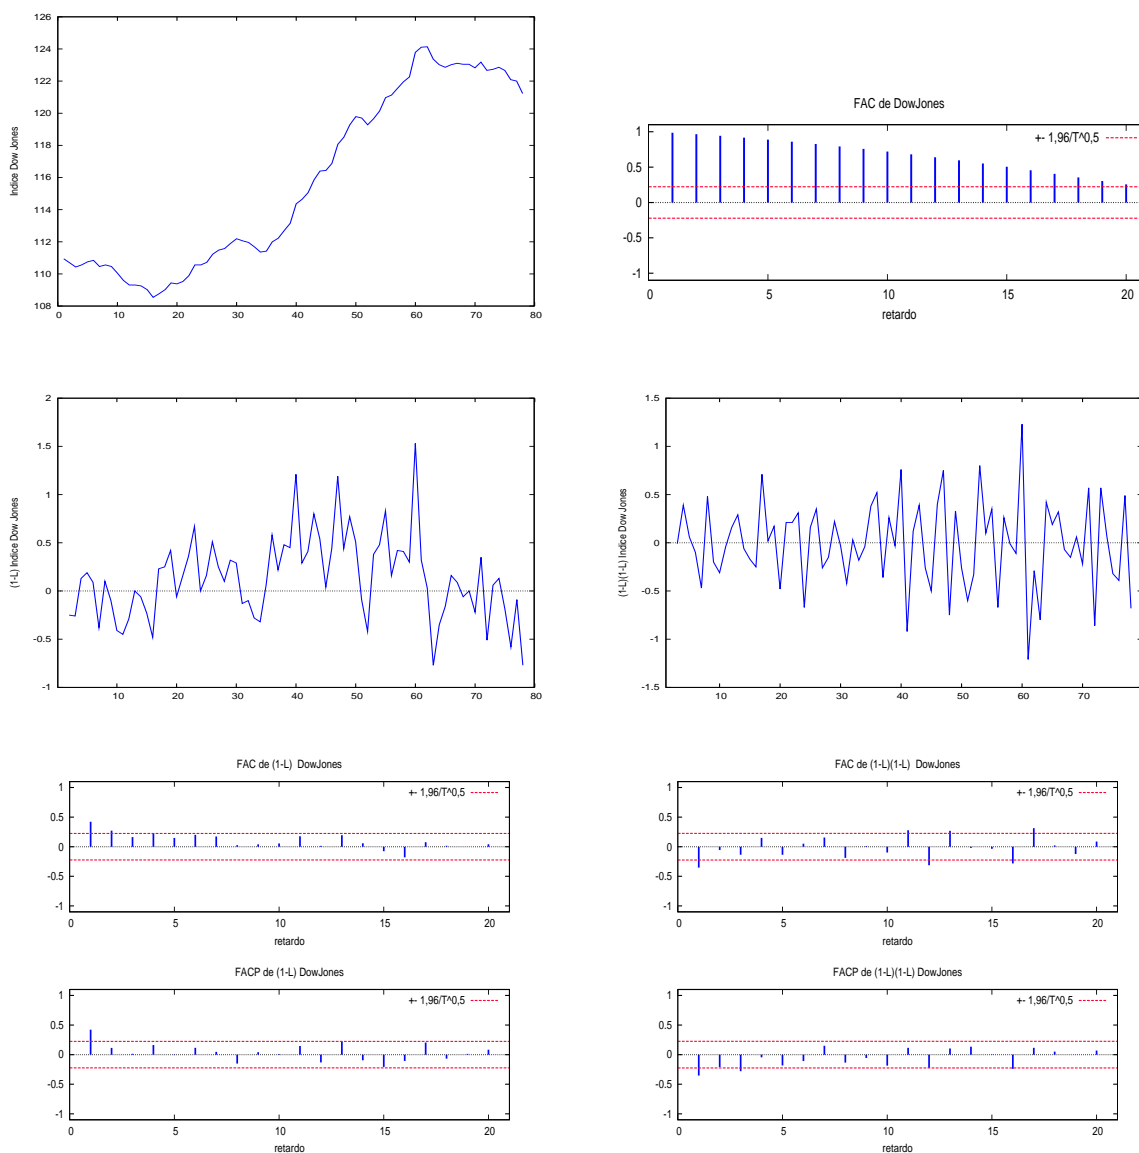 126
124
122
120
118
116
114
112
110
108
0 10 20 30 40 50 60 70 80
Indice Dow Jones
FAC de DowJones
+- 1,96/T^0,5
1
0.5
0
-0.5
-1
0 5 10 15 20
retardo
2
1.5
1
0.5
0
-0.5
-1
10 20 30 40 50 60 70 80
(1-L) Indice Dow Jones
1.5
1
0.5
0
-0.5
-1
-1.5
10 20 30 40 50 60 70
(1-L)(1-L) Indice Dow Jones
FAC de (1-L) DowJones
+- 1,96/T^0,5
1
0.5
0
-0.5
-1
0 5 10 15 20
retardo
FAC de (1-L)(1-L) DowJones
+- 1,96/T^0,5
1
0.5
0
-0.5
-1
0 5 10 15 20
retardo
FACP de (1-L) DowJones
+- 1,96/T^0,5
1
0.5
0
-0.5
-1
0 5 10 15 20
retardo
FACP de (1-L)(1-L) DowJones
+- 1,96/T^0,5
1
0.5
0
-0.5
-1
0 5 10 15 20
retardo